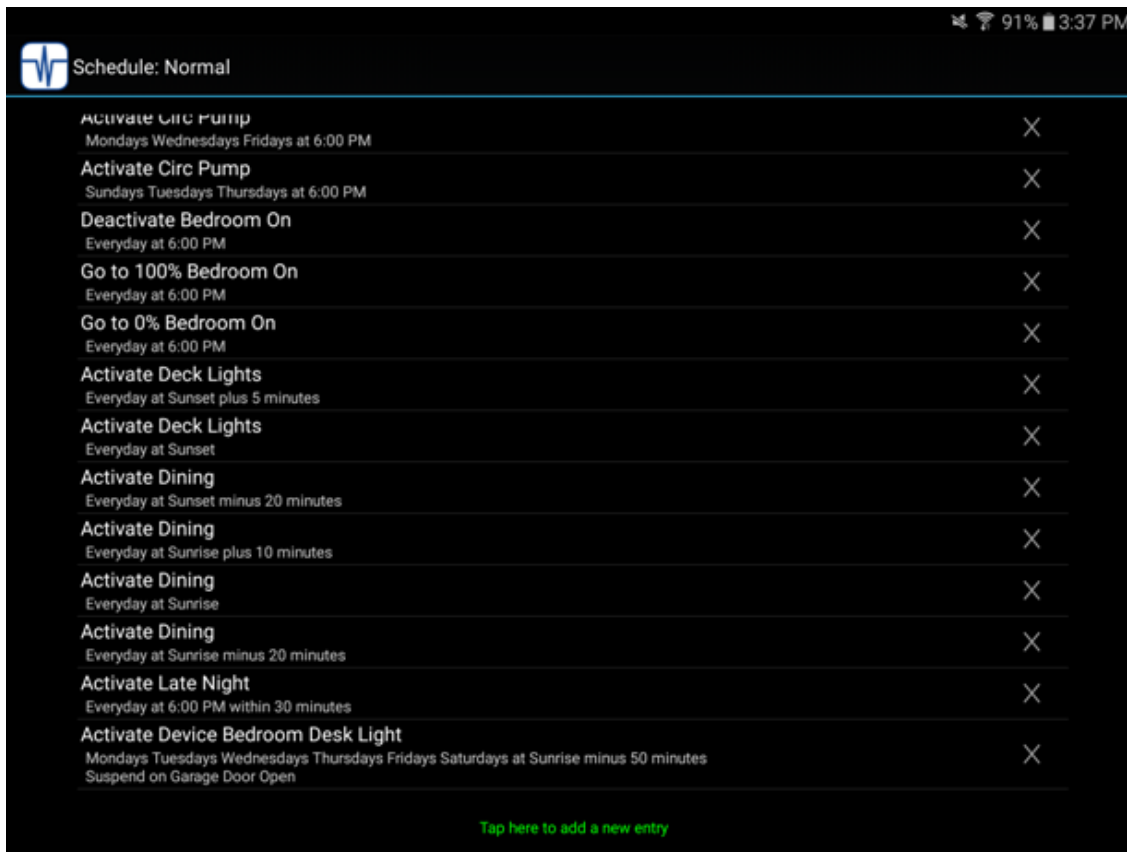 91% 3:37 PM
Schedule: Normal
Activate Circ Pump
Mondays Wednesdays Fridays at 6:00 PM
Activate Circ Pump
Sundays Tuesdays Thursdays at 6:00 PM
Deactivate Bedroom On
Everyday at 6:00 PM
Go to 100% Bedroom On
Everyday at 6:00 PM
Go to 0% Bedroom On
Everyday at 6:00 PM
Activate Deck Lights
Everyday at Sunset plus 5 minutes
Activate Deck Lights
Everyday at Sunset
Activate Dining
Everyday at Sunset minus 20 minutes
Activate Dining
Everyday at Sunrise plus 10 minutes
Activate Dining
Everyday at Sunrise
Activate Dining
Everyday at Sunrise minus 20 minutes
Activate Late Night
Everyday at 6:00 PM within 30 minutes
Activate Device Bedroom Desk Light
Mondays Tuesdays Wednesdays Thursdays Fridays Saturdays at Sunrise minus 50 minutes
Suspend on Garage Door Open
Tap here to add a new entry